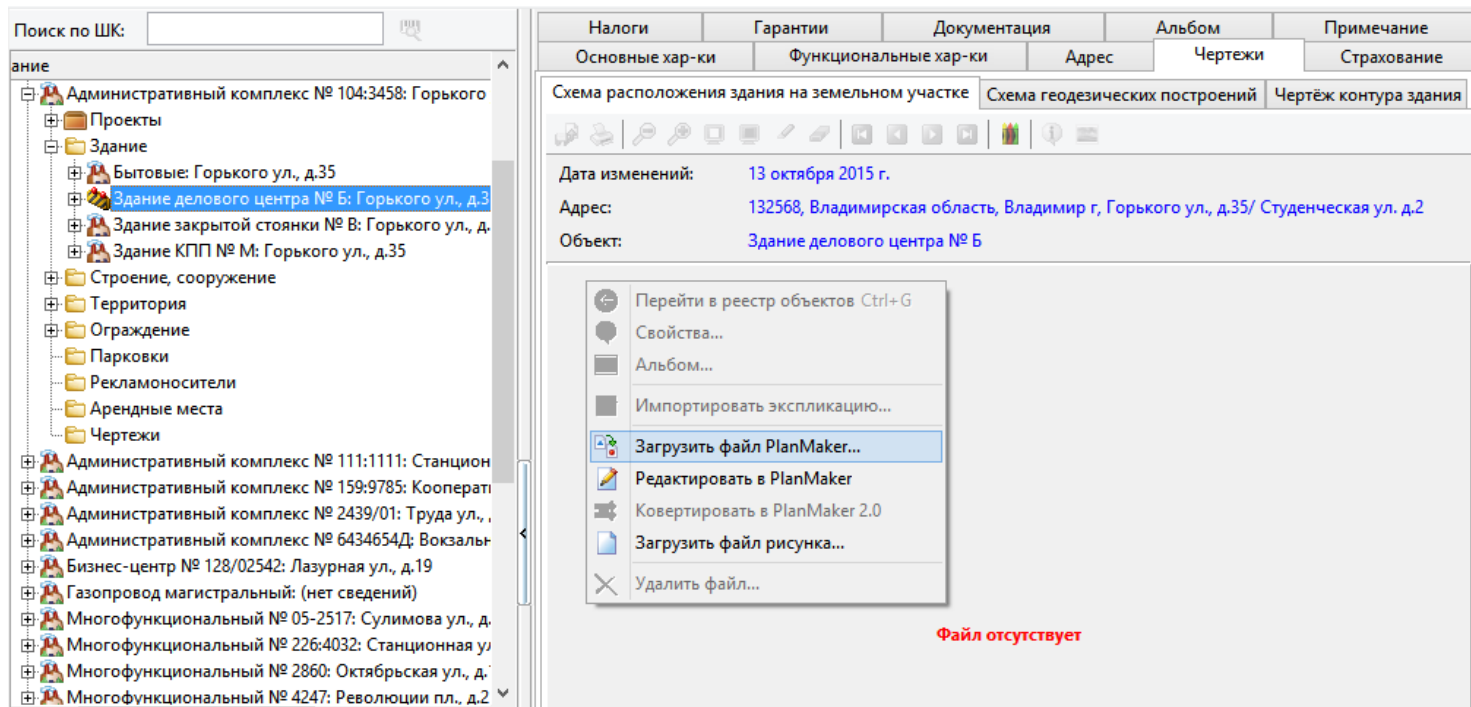 Поиск по ШК:
ание
Административный комплекс № 104:3458: Горького
Проекты
Здание
Бытовые: Горького ул., д.35
Здание делового центра № Б: Горького ул., д.3
Здание закрытой стоянки № В: Горького ул., д.
Здание КПП № М: Горького ул., д.35
Строение, сооружение
Территория
Ограждение
Парковки
Рекламоносители
Арендные места
Чертежи
Административный комплекс № 111:1111: Станцион
Административный комплекс № 159:9785: Коопера
Административный комплекс № 2439/01: Труда ул.,
Административный комплекс № 6434654Д: Вокзальн
Бизнес-центр № 128/02542: Лазурная ул., д.19
Газопровод магистральный: (нет сведений)
Многофункциональный № 05-2517: Сулимова ул., д.
Многофункциональный № 226:4032: Станционная у
Многофункциональный № 2860: Октябрьская ул., д.
Многофункциональный № 4247: Революции пл., д.2
Налоги Гарантии Документация Альбом Примечание
Основные хар-ки Функциональные хар-ки Адрес Чертежи Страхование
Схема расположения здания на земельном участке Схема геодезических построений Чертёж контура здания
Дата изменений: 13 октября 2015 г.
Адрес: 132568, Владимирская область, Владимир г, Горького ул., д.35/ Студенческая ул. д.2
Объект: Здание делового центра № Б
Перейти в реестр объектов Ctrl+G
Свойства...
Альбом...
Импортировать экспликацию...
Загрузить файл PlanMaker...
Редактировать в PlanMaker
Ковертировать в PlanMaker 2.0
Загрузить файл рисунка...
Удалить файл...
Файл отсутствует